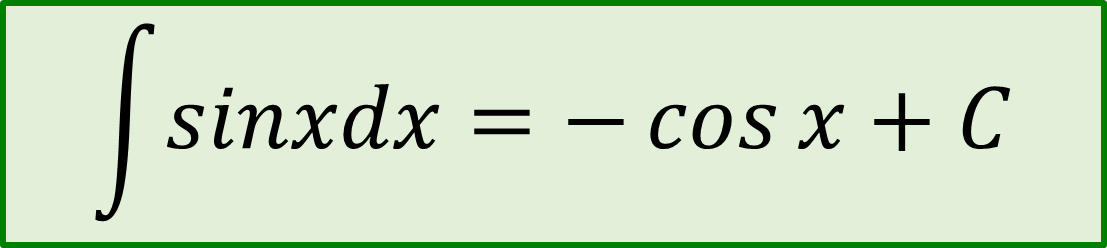 ∫ sinxdx = − cos x + C